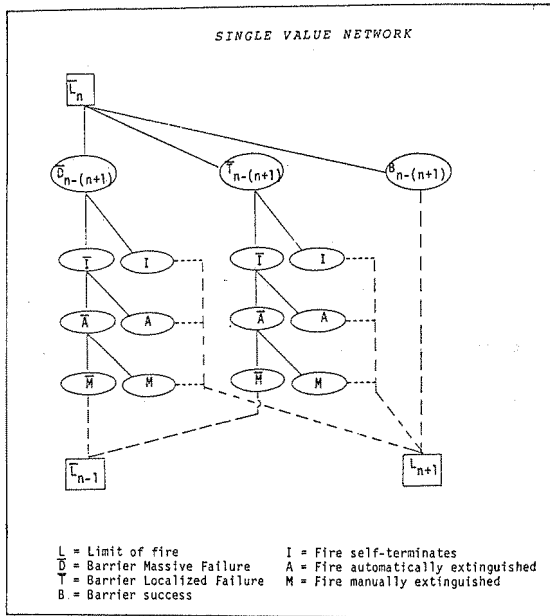 SINGLE VALUE NETWORK
L̅n
D̅n-(n+1) T̅n-(n+1) Bn-(n+1)
I̅ I I̅ I
A̅ A A̅ A
M̅ M M̅ M
L̅n-1 Ln+1
L = Limit of fire I = Fire self-terminates
D̅ = Barrier Massive Failure A = Fire automatically extinguished
T̅ = Barrier Localized Failure M = Fire manually extinguished
B = Barrier success